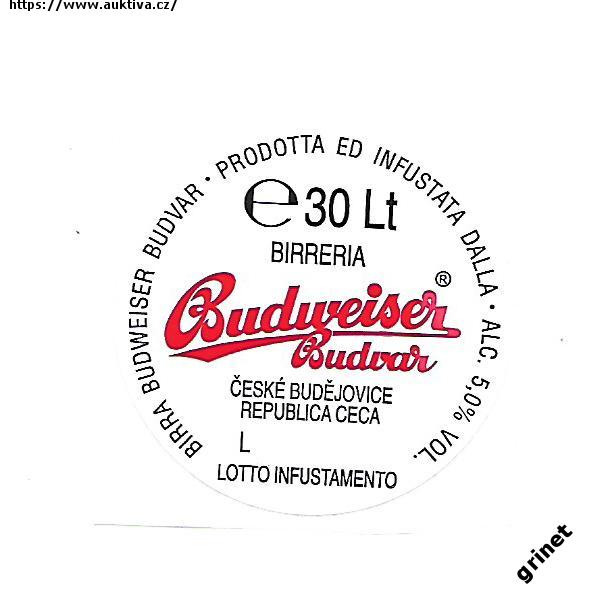 https://www.auktiva.cz/
BIRRA BUDWEISER BUDVAR · PRODOTTA ED INFUSTATA DALLA · ALC. 5,0% VOL.
℮ 30 Lt
BIRRERIA
Budweiser ®
Budvar
ČESKÉ BUDĚJOVICE
REPUBLICA CECA
L
LOTTO INFUSTAMENTO
grinet